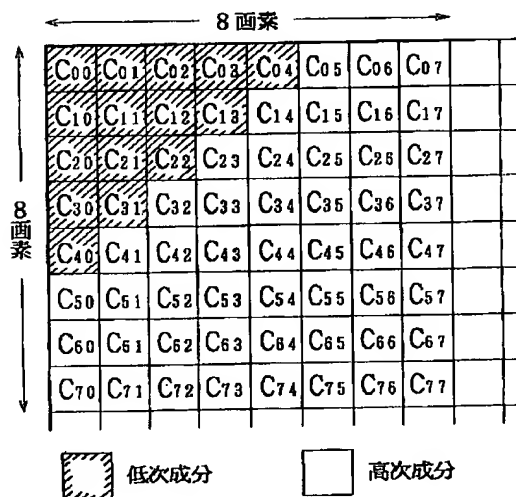 8画素
8画素
C00 C01 C02 C03 C04 C05 C06 C07
C10 C11 C12 C13 C14 C15 C16 C17
C20 C21 C22 C23 C24 C25 C26 C27
C30 C31 C32 C33 C34 C35 C36 C37
C40 C41 C42 C43 C44 C45 C46 C47
C50 C51 C52 C53 C54 C55 C56 C57
C60 C61 C62 C63 C64 C65 C66 C67
C70 C71 C72 C73 C74 C75 C76 C77
低次成分 高次成分